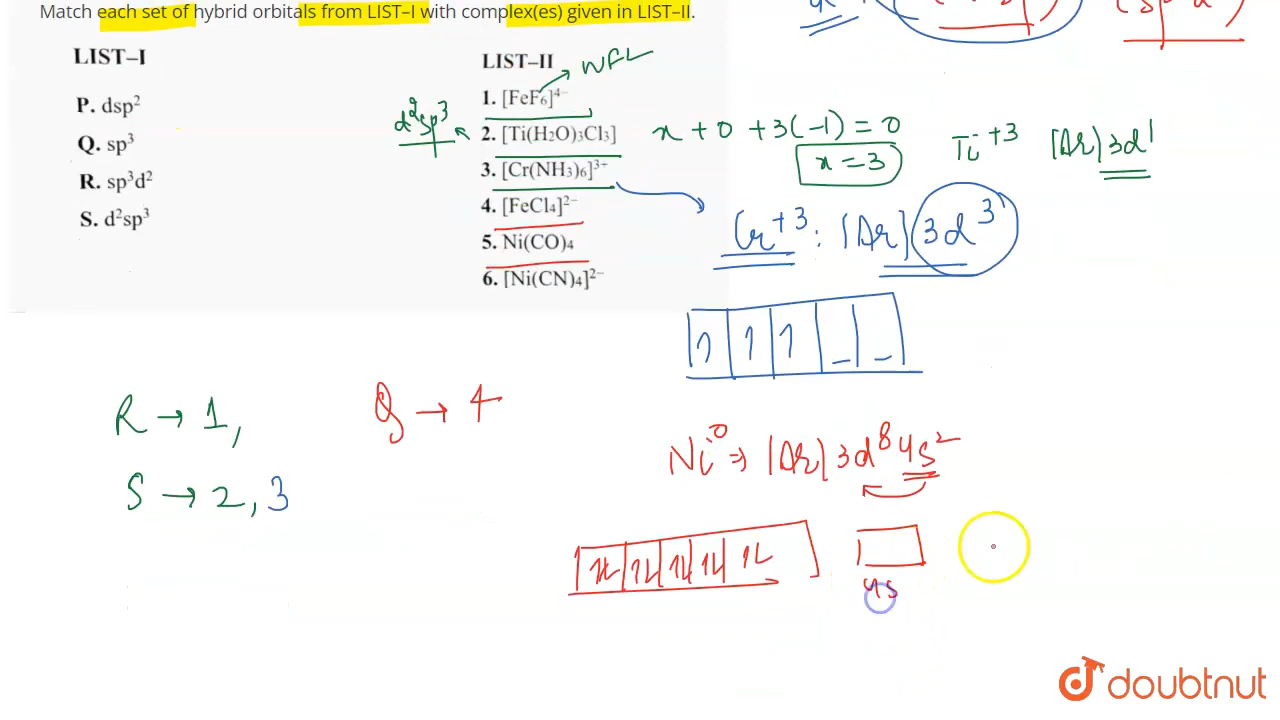 Match each set of hybrid orbitals from LIST–I with complex(es) given in LIST–II.
LIST–I
P. dsp²
Q. sp³
R. sp³d²
S. d²sp³
LIST–II
1. [FeF₆]⁴⁻
2. [Ti(H₂O)₃Cl₃]
3. [Cr(NH₃)₆]³⁺
4. [FeCl₄]²⁻
5. Ni(CO)₄
6. [Ni(CN)₄]²⁻
WFL
d²sp³
x + 0 + 3(-1) = 0
x = 3
Ti⁺³ [Ar] 3d¹
Cr⁺³ : [Ar] 3d³
1 1 1 _ _
R → 1,
S → 2, 3
Q → 4
Ni⁰ ⇒ [Ar] 3d⁸ 4s²
4s
doubtnut